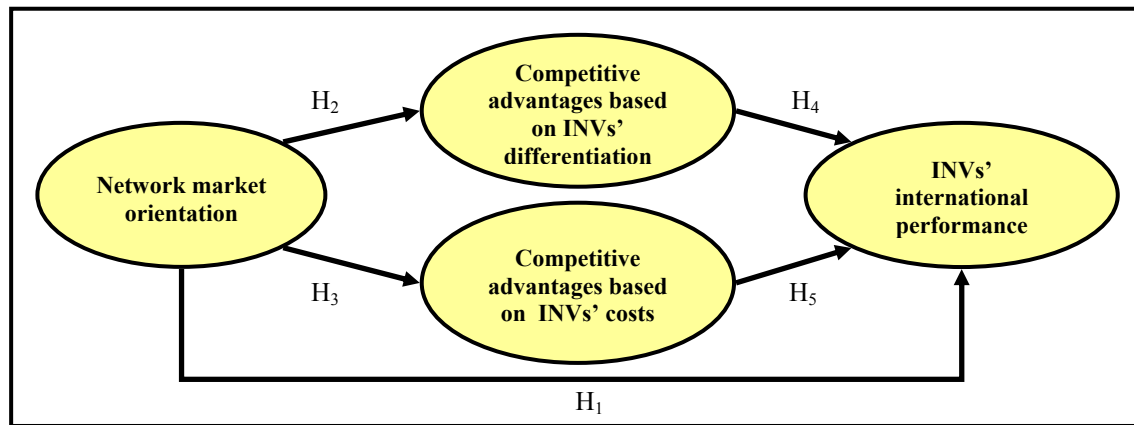 Competitive
advantages based
on INVs'
differentiation
H2
H4
Network market
orientation
INVs'
international
performance
Competitive
advantages based
on INVs' costs
H3
H5
H1